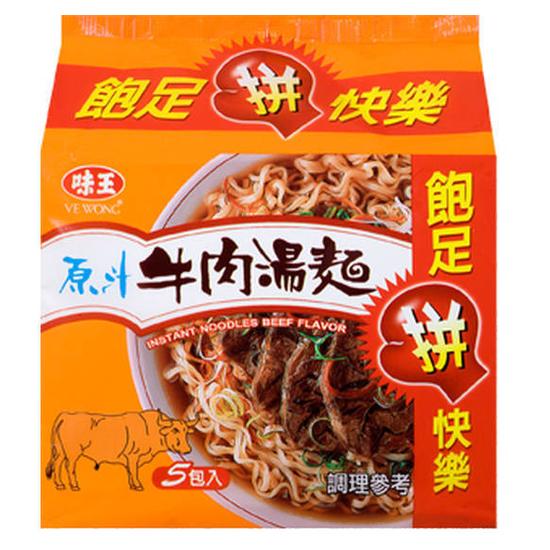 飽足拼快樂
味王
VE WONG®
原汁牛肉湯麵
INSTANT NOODLES BEEF FLAVOR
5包入
調理參考
飽足
拼
快樂